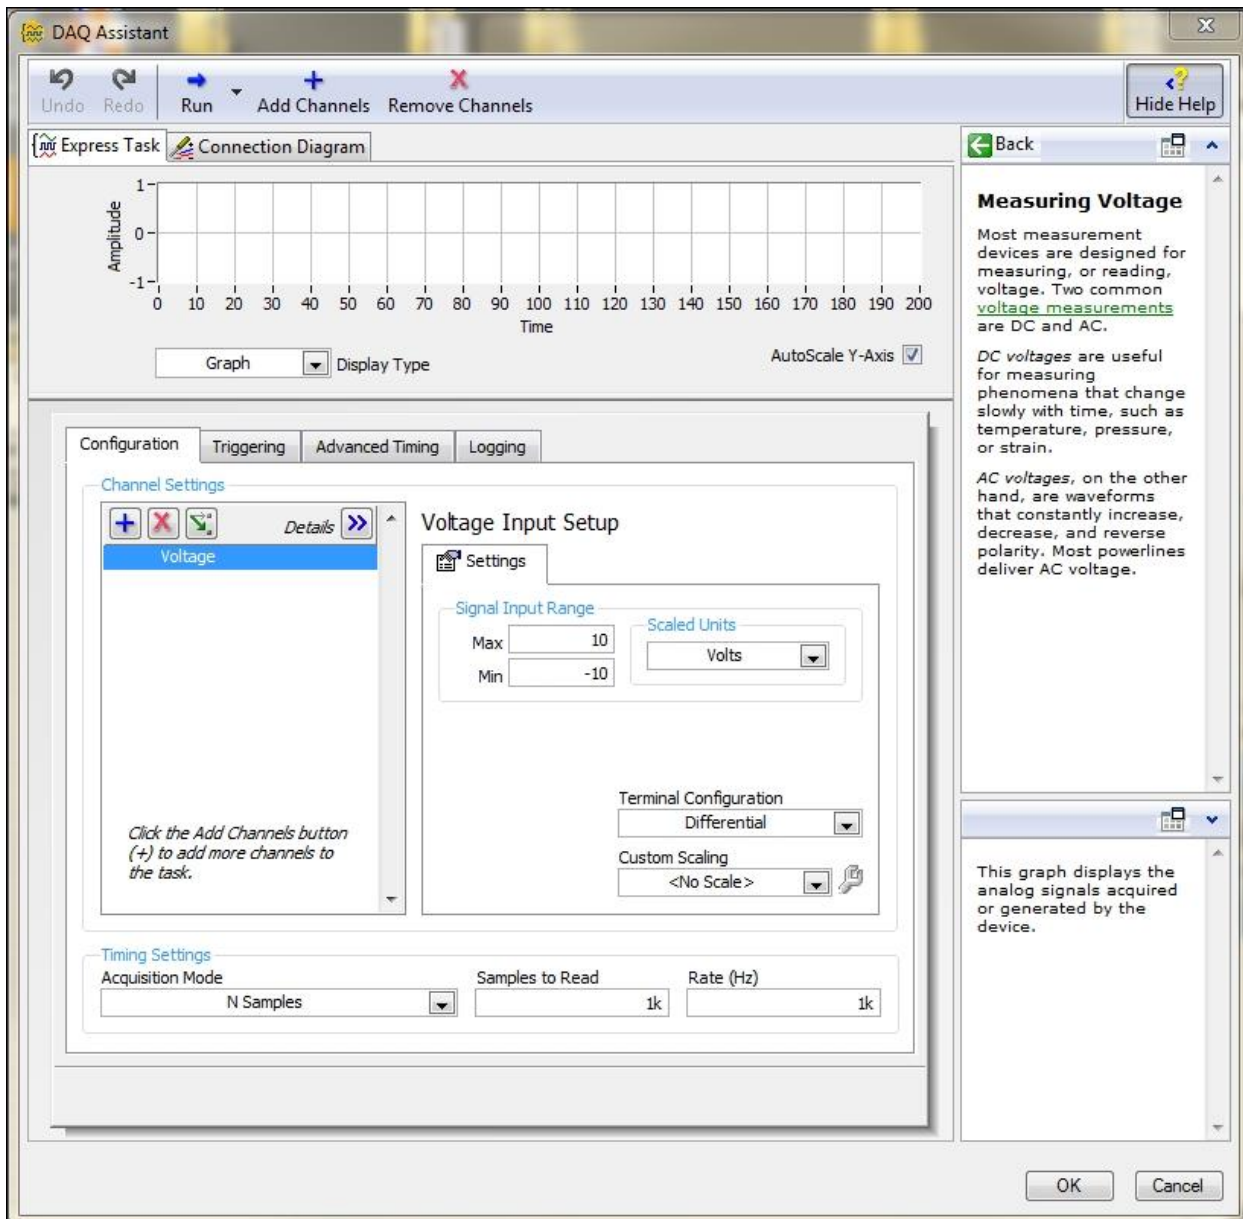 DAQ Assistant
Undo Redo Run Add Channels Remove Channels Hide Help
Express Task Connection Diagram
1
0
-1
Amplitude
0 10 20 30 40 50 60 70 80 90 100 110 120 130 140 150 160 170 180 190 200
Time
Graph Display Type AutoScale Y-Axis
Configuration Triggering Advanced Timing Logging
Channel Settings
Details
Voltage
Click the Add Channels button
(+) to add more channels to
the task.
Voltage Input Setup
Settings
Signal Input Range
Max 10
Min -10
Scaled Units
Volts
Terminal Configuration
Differential
Custom Scaling
<No Scale>
Timing Settings
Acquisition Mode Samples to Read Rate (Hz)
N Samples 1k 1k
Back
Measuring Voltage
Most measurement
devices are designed for
measuring, or reading,
voltage. Two common
voltage measurements
are DC and AC.
DC voltages are useful
for measuring
phenomena that change
slowly with time, such as
temperature, pressure,
or strain.
AC voltages, on the other
hand, are waveforms
that constantly increase,
decrease, and reverse
polarity. Most powerlines
deliver AC voltage.
This graph displays the
analog signals acquired
or generated by the
device.
OK Cancel